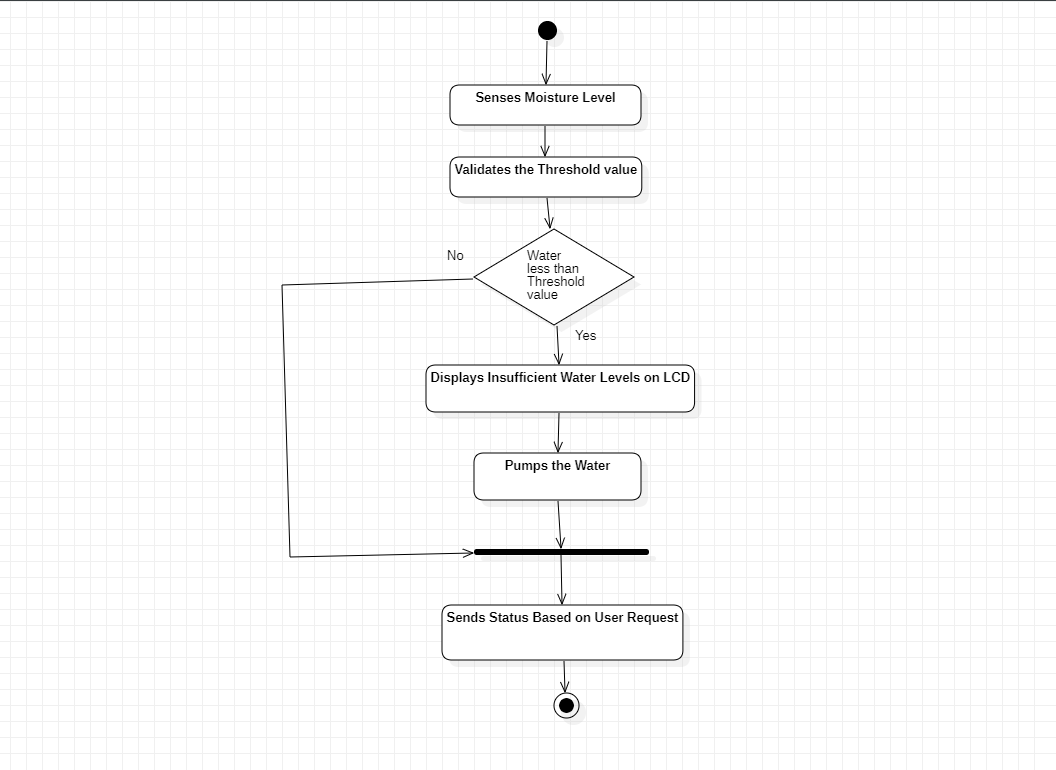 Senses Moisture Level
Validates the Threshold value
No
Water
less than
Threshold
value
Yes
Displays Insufficient Water Levels on LCD
Pumps the Water
Sends Status Based on User Request